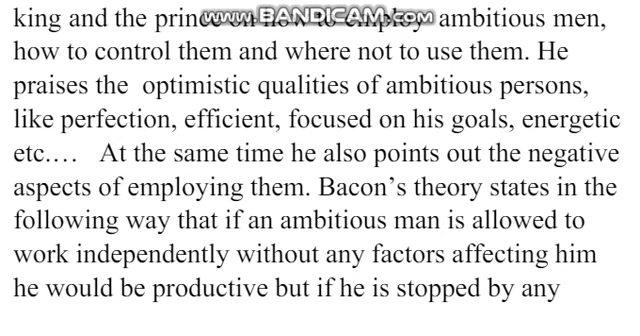 king and the prince on how to employ ambitious men,
www.BANDICAM.com
how to control them and where not to use them. He
praises the  optimistic qualities of ambitious persons,
like perfection, efficient, focused on his goals, energetic
etc....   At the same time he also points out the negative
aspects of employing them. Bacon's theory states in the
following way that if an ambitious man is allowed to
work independently without any factors affecting him
he would be productive but if he is stopped by any